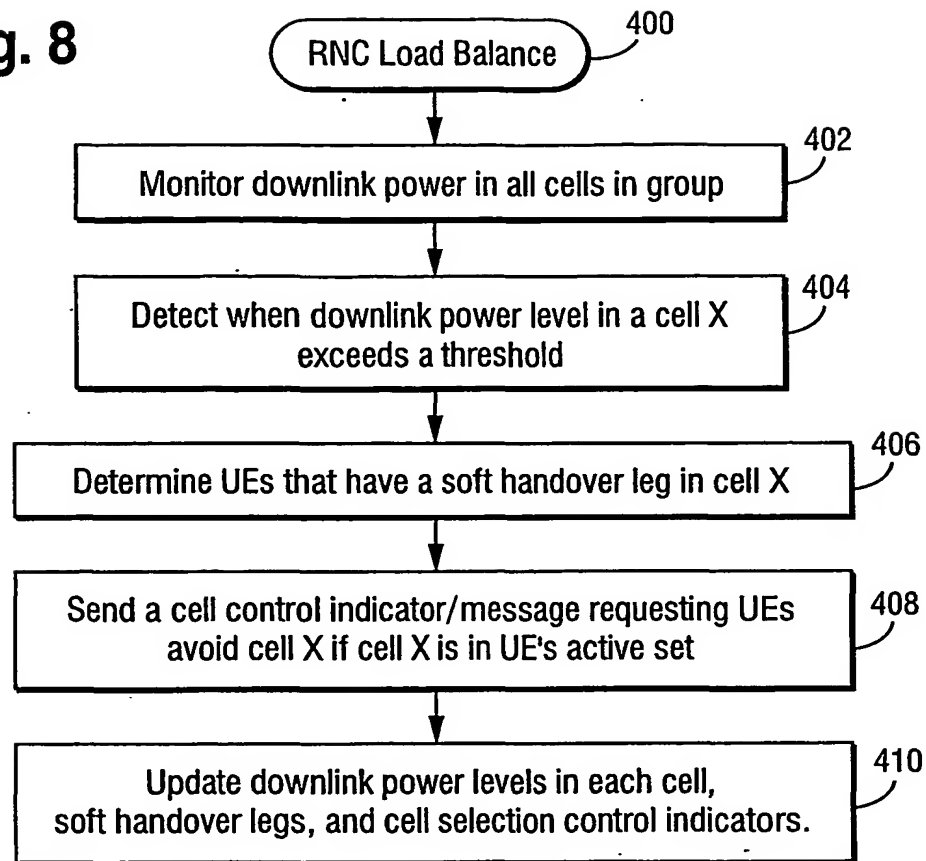 g. 8
RNC Load Balance
400
402
Monitor downlink power in all cells in group
404
Detect when downlink power level in a cell X
exceeds a threshold
406
Determine UEs that have a soft handover leg in cell X
408
Send a cell control indicator/message requesting UEs
avoid cell X if cell X is in UE's active set
410
Update downlink power levels in each cell,
soft handover legs, and cell selection control indicators.